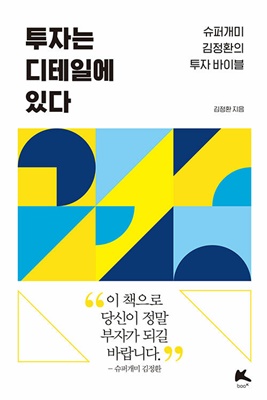 투자는
디테일에
있다
슈퍼개미
김정환의
투자 바이블
김정환 지음
“이 책으로
당신이 정말
부자가 되길
바랍니다.”
– 슈퍼개미 김정환